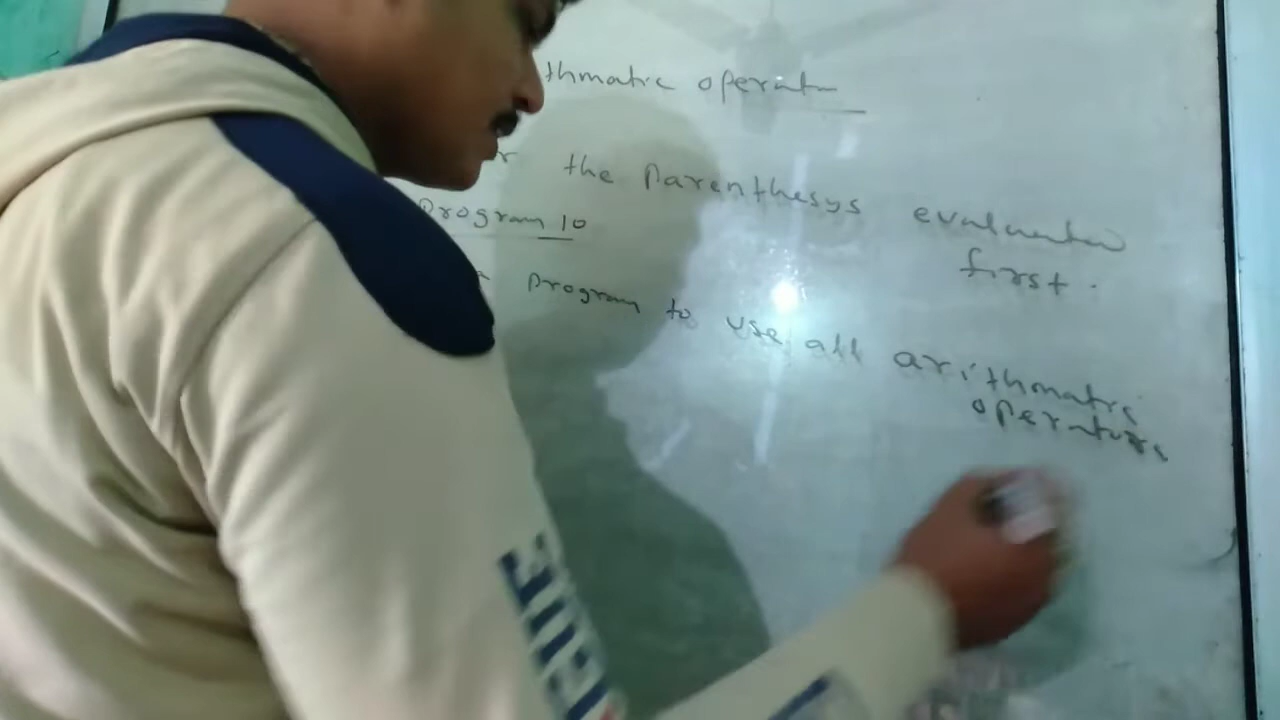 thmatic operat
r the Parenthesys evaluated
first.
Program 10
a program to use all arithmatic
operators